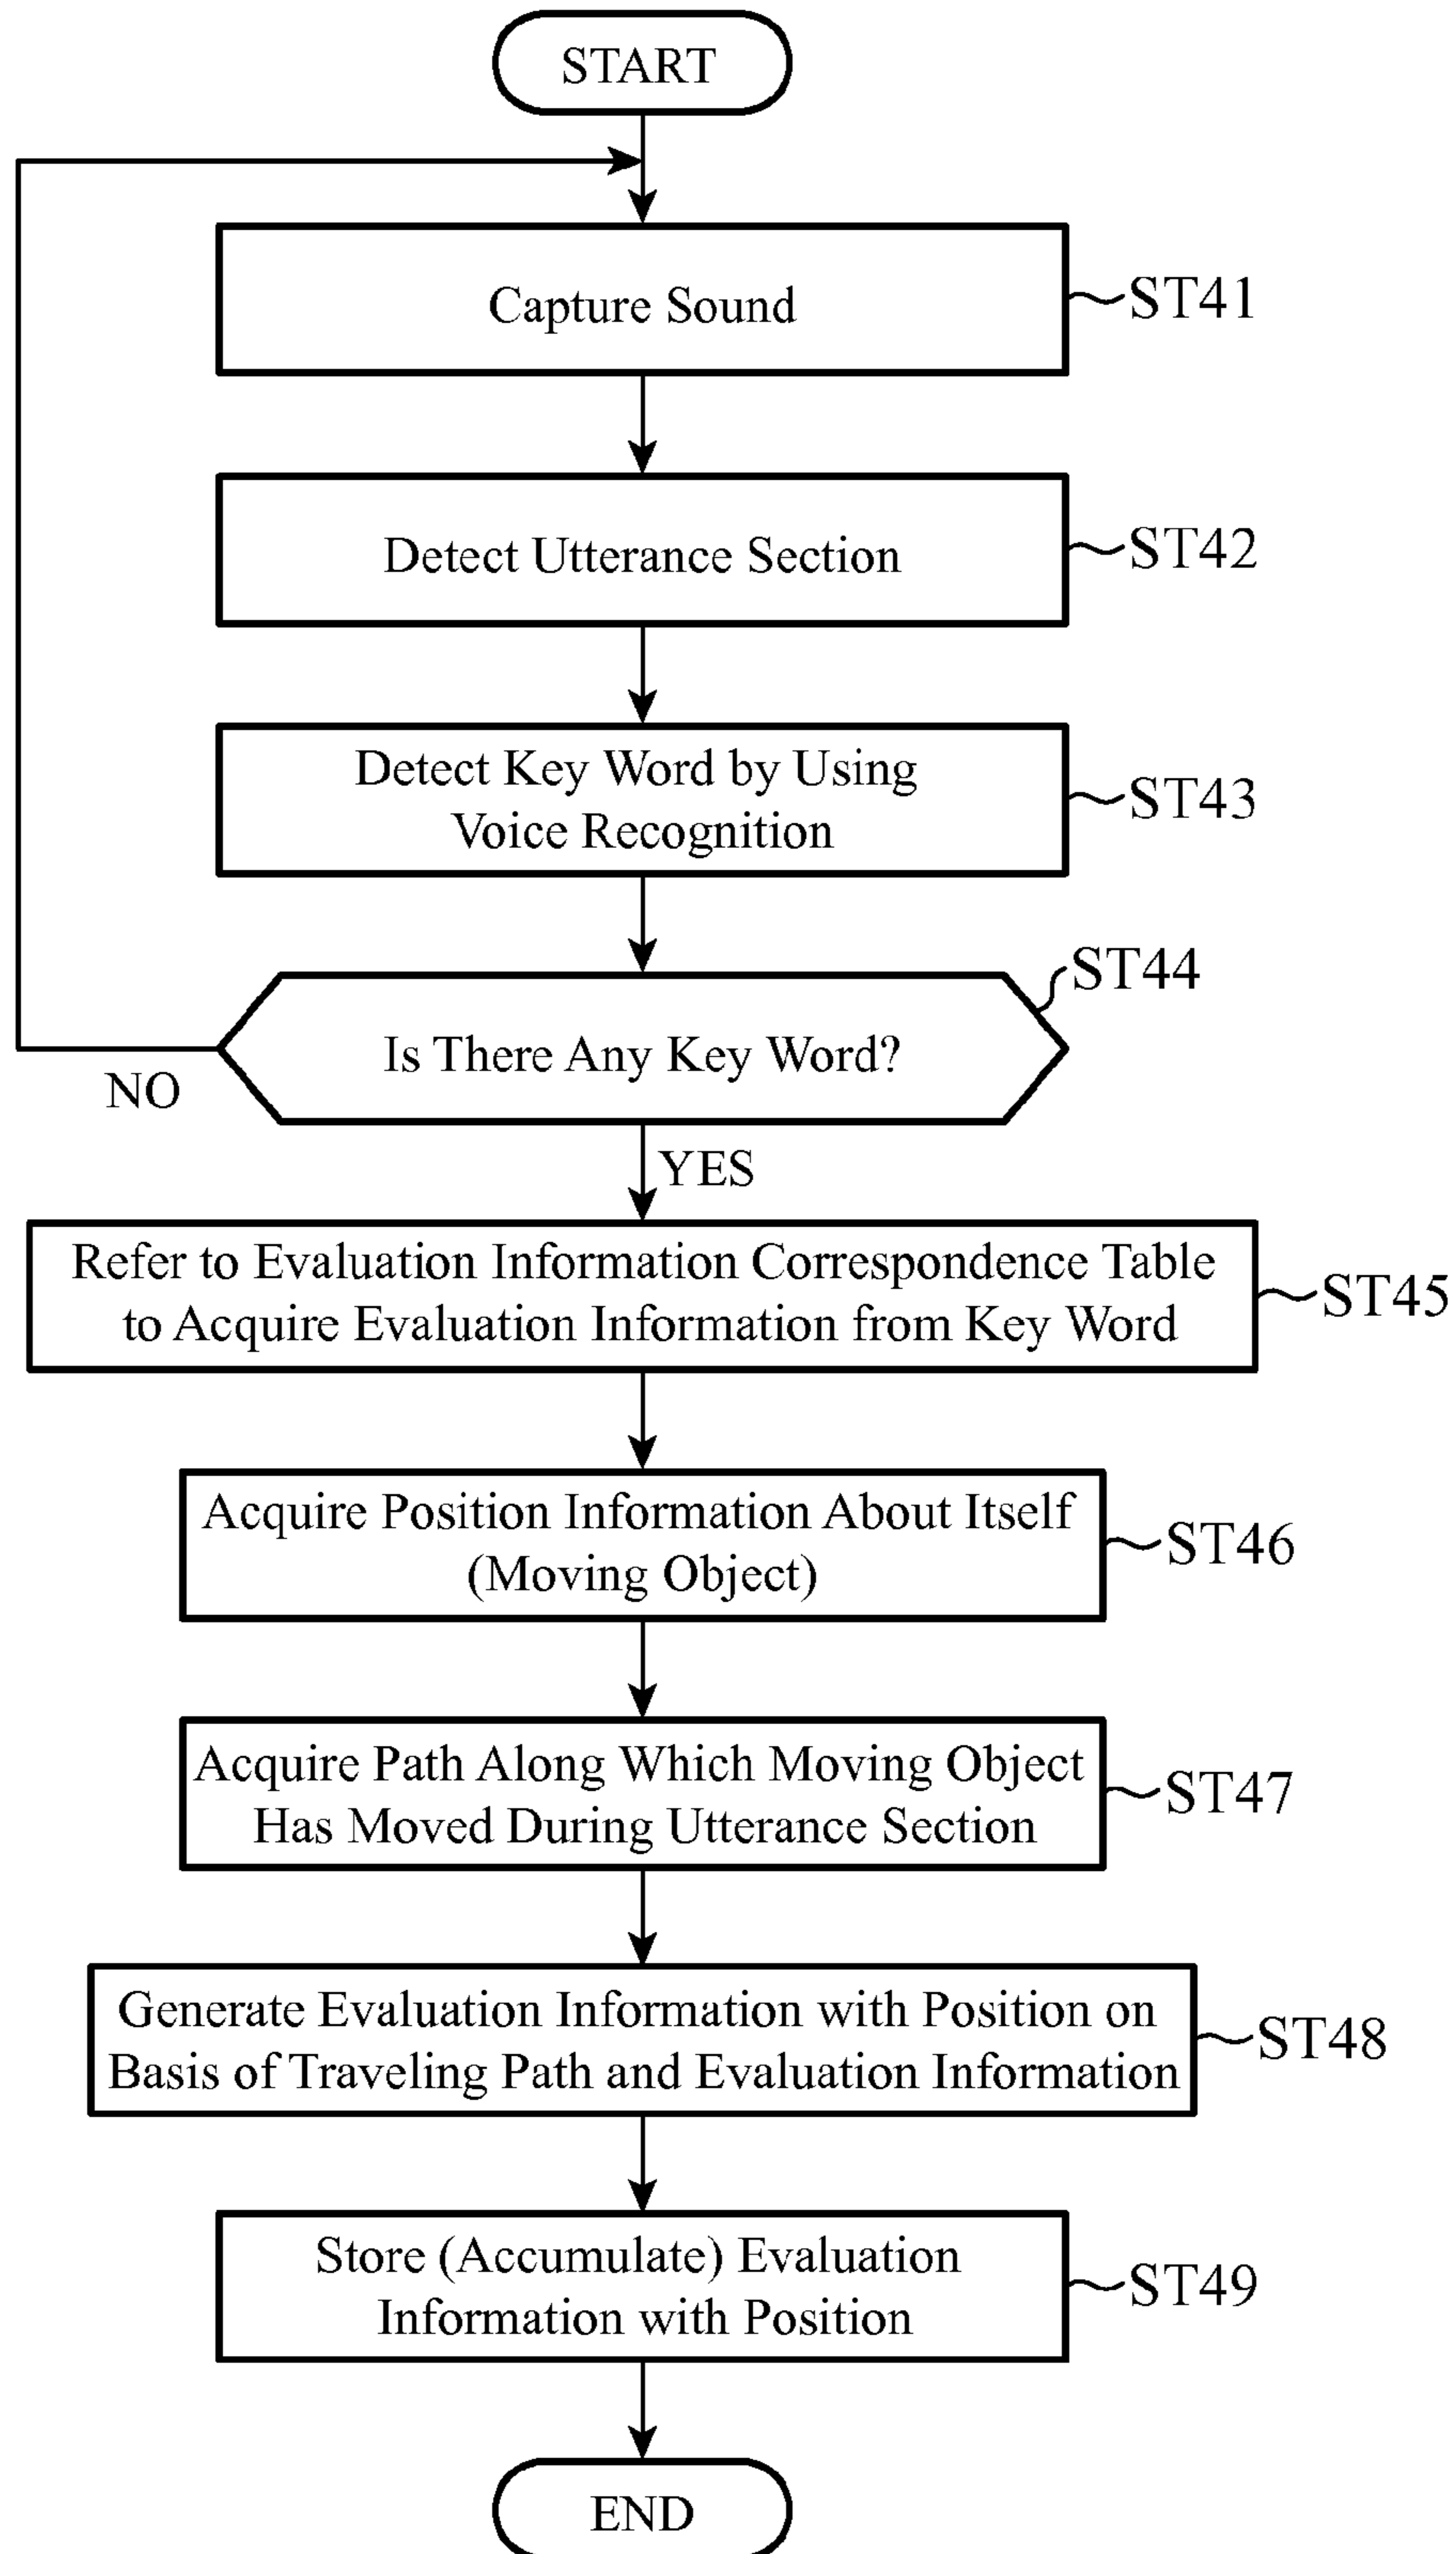 START
Capture Sound
ST41
Detect Utterance Section
ST42
Detect Key Word by Using
Voice Recognition
ST43
ST44
Is There Any Key Word?
NO
YES
Refer to Evaluation Information Correspondence Table
to Acquire Evaluation Information from Key Word
ST45
Acquire Position Information About Itself
(Moving Object)
ST46
Acquire Path Along Which Moving Object
Has Moved During Utterance Section
ST47
Generate Evaluation Information with Position on
Basis of Traveling Path and Evaluation Information
ST48
Store (Accumulate) Evaluation
Information with Position
ST49
END